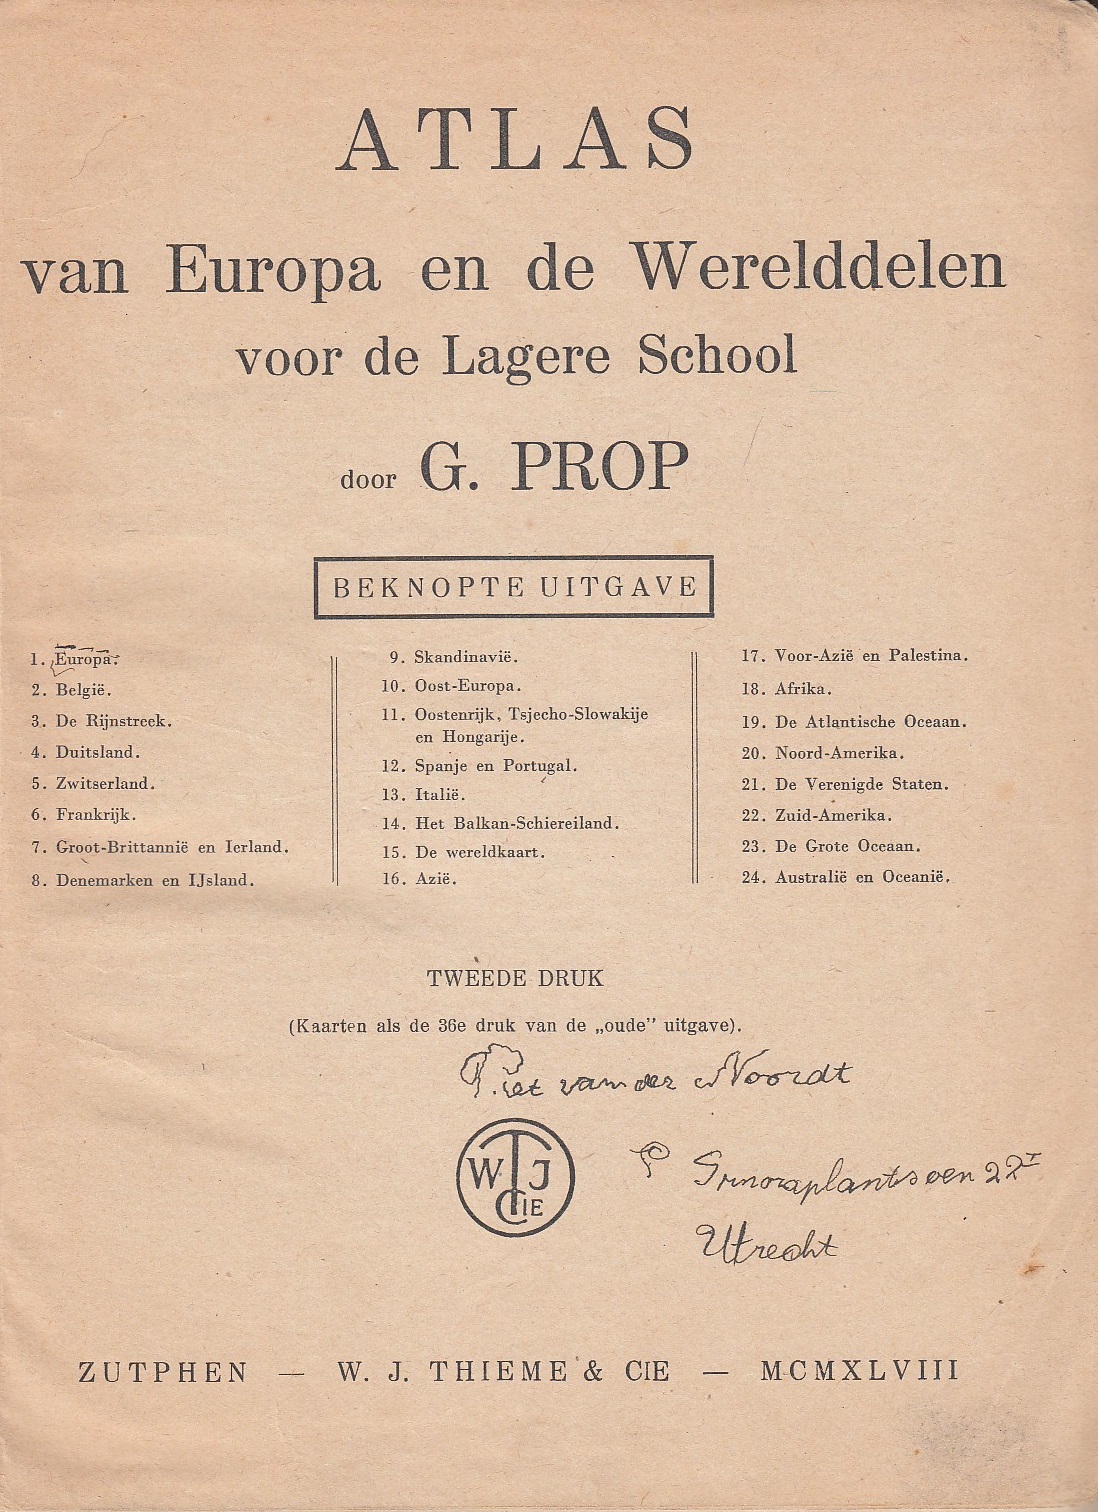 ATLAS
van Europa en de Werelddelen
voor de Lagere School
door G. PROP
BEKNOPTE UITGAVE
1. Europa.
2. België.
3. De Rijnstreek.
4. Duitsland.
5. Zwitserland.
6. Frankrijk.
7. Groot-Brittannië en Ierland.
8. Denemarken en IJsland.
9. Skandinavië.
10. Oost-Europa.
11. Oostenrijk, Tsjecho-Slowakije
en Hongarije.
12. Spanje en Portugal.
13. Italië.
14. Het Balkan-Schiereiland.
15. De wereldkaart.
16. Azië.
17. Voor-Azië en Palestina.
18. Afrika.
19. De Atlantische Oceaan.
20. Noord-Amerika.
21. De Verenigde Staten.
22. Zuid-Amerika.
23. De Grote Oceaan.
24. Australië en Oceanië.
TWEEDE DRUK
(Kaarten als de 36e druk van de „oude” uitgave).
Piet van der Noordt
W. J. T CIE
22 I
Utrecht
ZUTPHEN — W. J. THIEME & CIE — MCMXLVIII